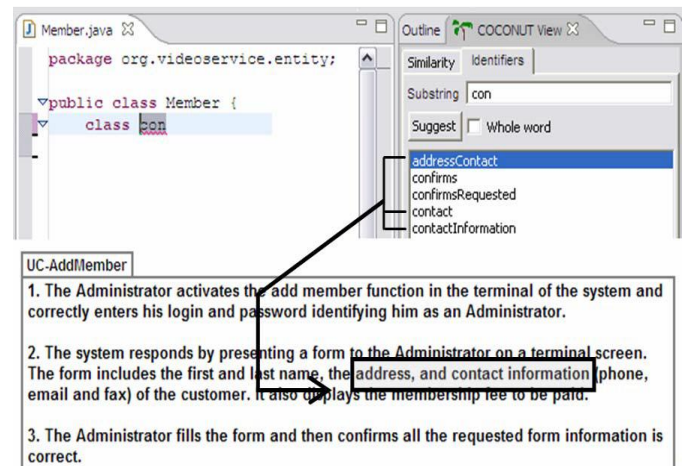 Member.java
package org.videoservice.entity;
public class Member {
class con
Outline COCONUT View
Similarity Identifiers
Substring con
Suggest Whole word
addressContact
confirms
confirmsRequested
contact
contactInformation
UC-AddMember
1. The Administrator activates the add member function in the terminal of the system and
correctly enters his login and password identifying him as an Administrator.
2. The system responds by presenting a form to the Administrator on a terminal screen.
The form includes the first and last name, the address, and contact information (phone,
email and fax) of the customer. It also displays the membership fee to be paid.
3. The Administrator fills the form and then confirms all the requested form information is
correct.